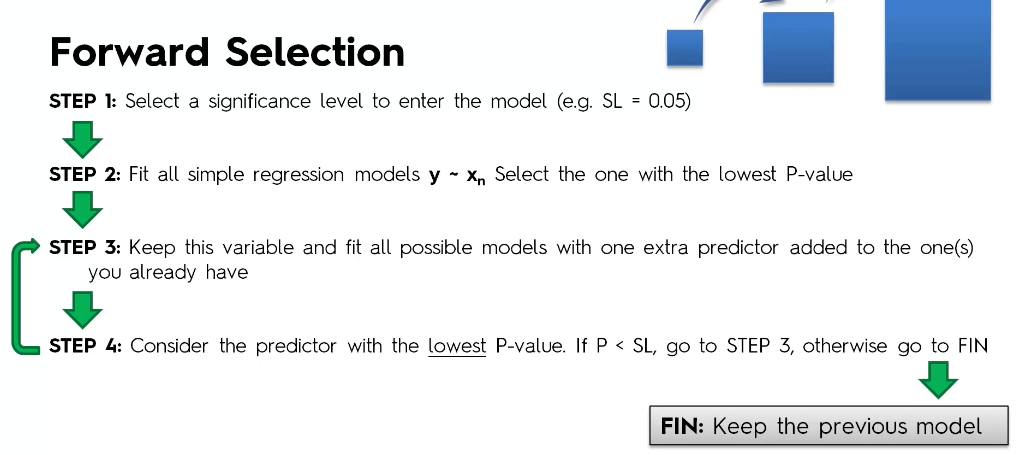 Forward Selection
STEP 1: Select a significance level to enter the model (e.g. SL = 0.05)
STEP 2: Fit all simple regression models y ~ xn Select the one with the lowest P-value
STEP 3: Keep this variable and fit all possible models with one extra predictor added to the one(s)
you already have
STEP 4: Consider the predictor with the lowest P-value. If P < SL, go to STEP 3, otherwise go to FIN
FIN: Keep the previous model